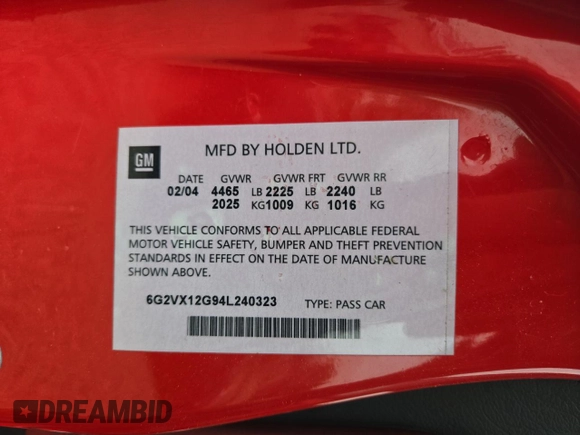 GM
MFD BY HOLDEN LTD.
DATE GVWR GVWR FRT GVWR RR
02/04 4465 LB 2225 LB 2240 LB
2025 KG 1009 KG 1016 KG
THIS VEHICLE CONFORMS TO ALL APPLICABLE FEDERAL
MOTOR VEHICLE SAFETY, BUMPER AND THEFT PREVENTION
STANDARDS IN EFFECT ON THE DATE OF MANUFACTURE
SHOWN ABOVE.
6G2VX12G94L240323 TYPE: PASS CAR
DREAMBID